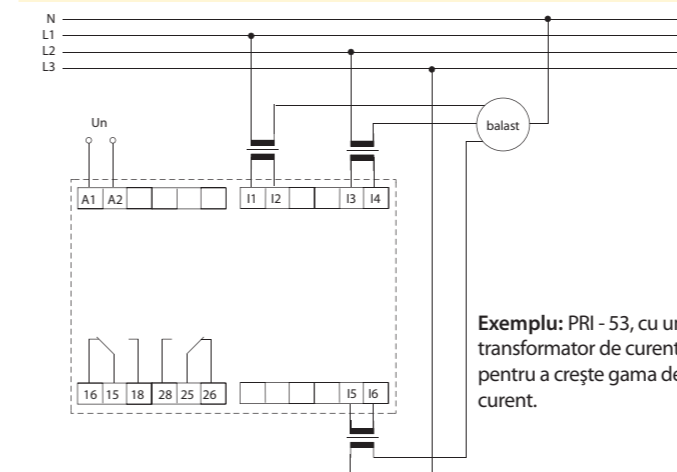 N
L1
L2
L3
Un
balast
A1 A2 I1 I2 I3 I4
Exemplu: PRI - 53, cu un
transformator de curent
pentru a creşte gama de
curent.
16 15 18 28 25 26 I5 I6